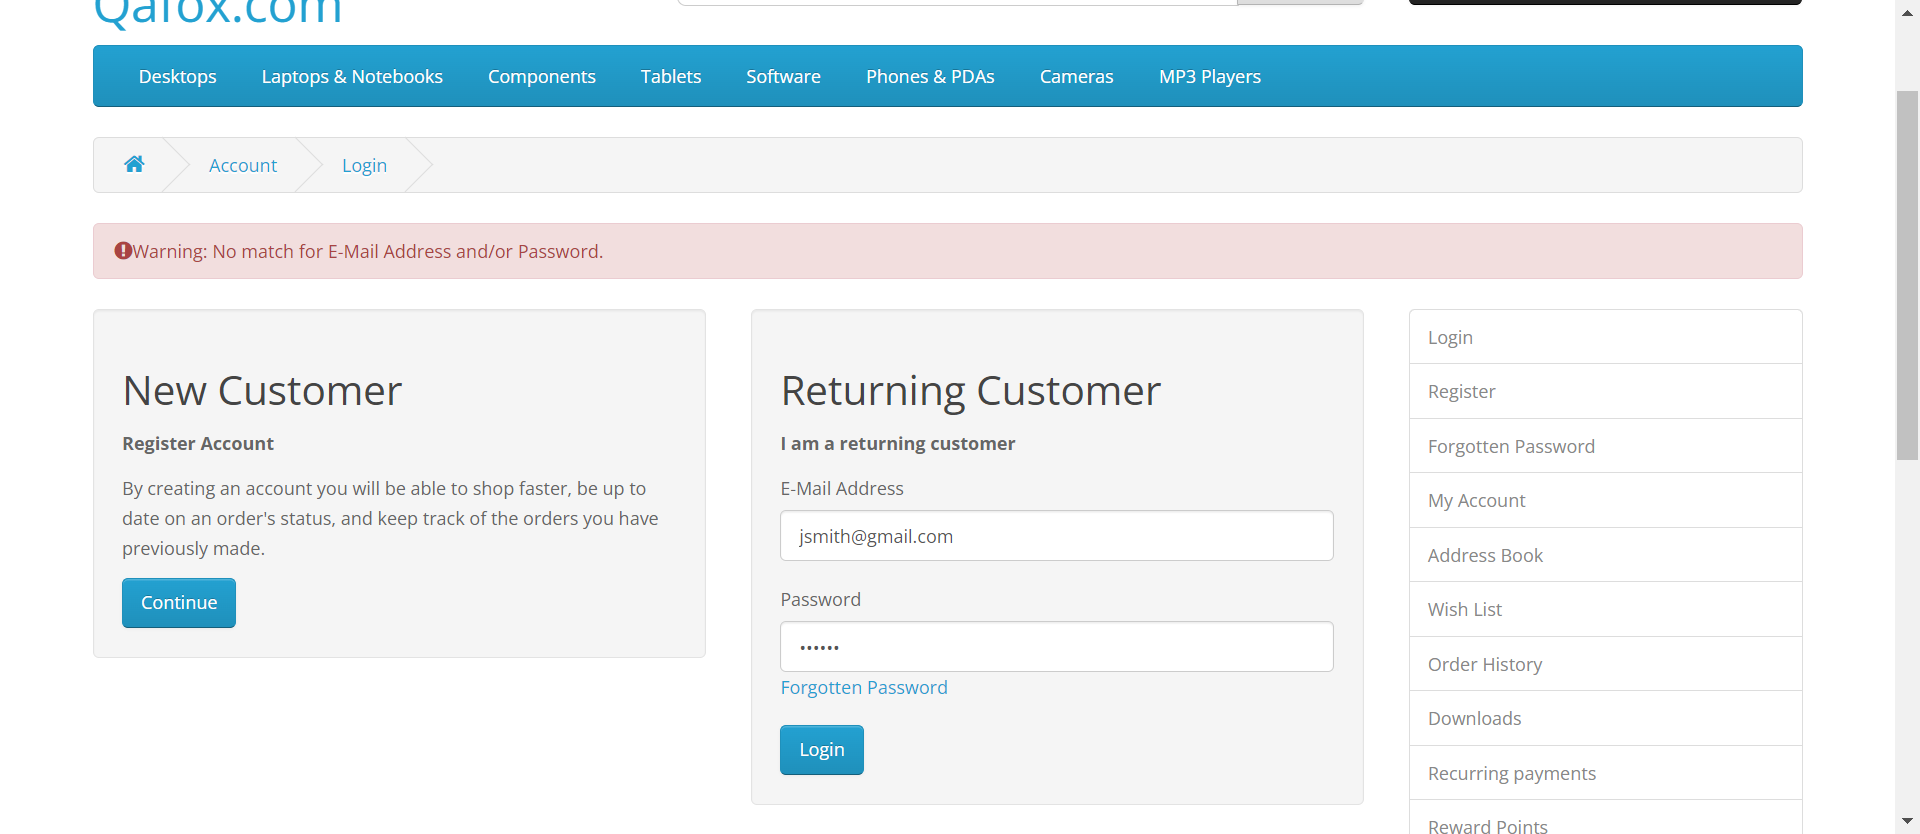 Qafox.com
Desktops Laptops & Notebooks Components Tablets Software Phones & PDAs Cameras MP3 Players
Account Login
Warning: No match for E-Mail Address and/or Password.
New Customer
Register Account
By creating an account you will be able to shop faster, be up to
date on an order's status, and keep track of the orders you have
previously made.
Continue
Returning Customer
I am a returning customer
E-Mail Address
jsmith@gmail.com
Password
••••••
Forgotten Password
Login
Login
Register
Forgotten Password
My Account
Address Book
Wish List
Order History
Downloads
Recurring payments
Reward Points